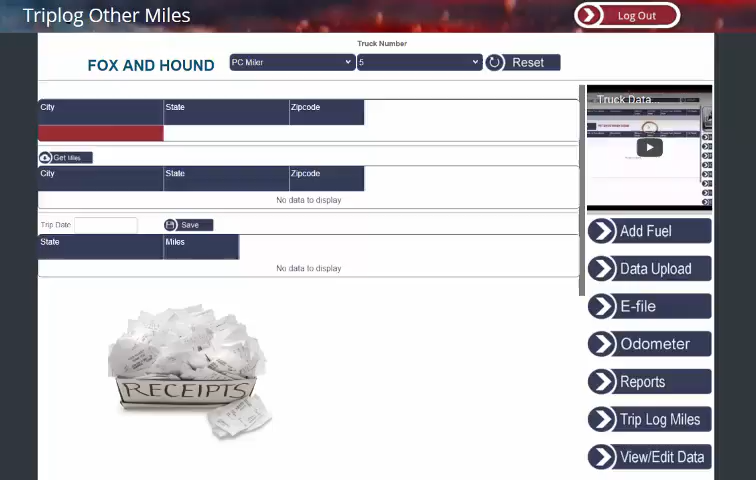 Triplog Other Miles
Log Out
Truck Number
FOX AND HOUND
PC Miler
5
Reset
City State Zipcode
Get Miles
City State Zipcode
No data to display
Trip Date
Save
State Miles
No data to display
RECEIPTS
Truck Data...
Add Fuel
Data Upload
E-file
Odometer
Reports
Trip Log Miles
View/Edit Data